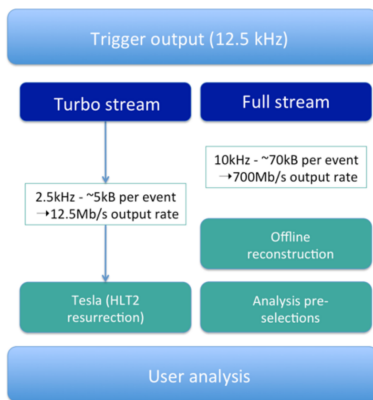 Trigger output (12.5 kHz)
Turbo stream
Full stream
10kHz - ~70kB per event
→700Mb/s output rate
2.5kHz - ~5kB per event
→12.5Mb/s output rate
Offline
reconstruction
Tesla (HLT2
resurrection)
Analysis pre-
selections
User analysis